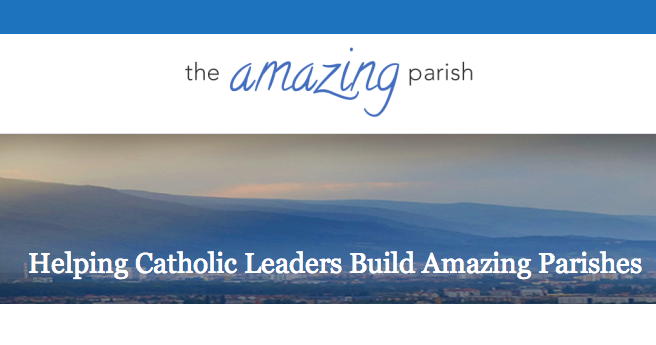 the amazing parish
Helping Catholic Leaders Build Amazing Parishes